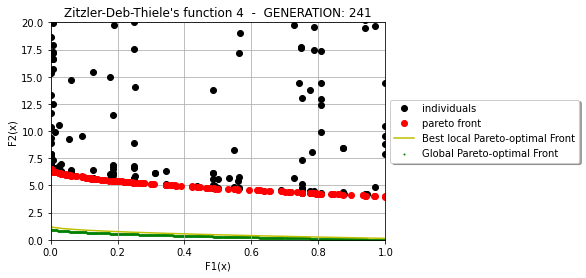 Zitzler-Deb-Thiele's function 4  -  GENERATION: 241
F2(x)
20.0
17.5
15.0
12.5
10.0
7.5
5.0
2.5
0.0
0.0 0.2 0.4 0.6 0.8 1.0
F1(x)
individuals
pareto front
Best local Pareto-optimal Front
Global Pareto-optimal Front